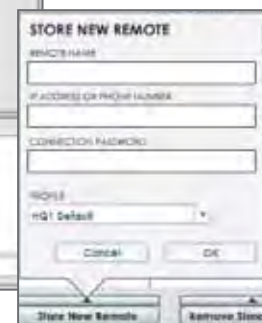 STORE NEW REMOTE
REMOTE NAME
IP ADDRESS OR PHONE NUMBER
CONNECTION PASSWORD
PROFILE
HQ1 Default
Cancel
OK
Store New Remote
Remove Store